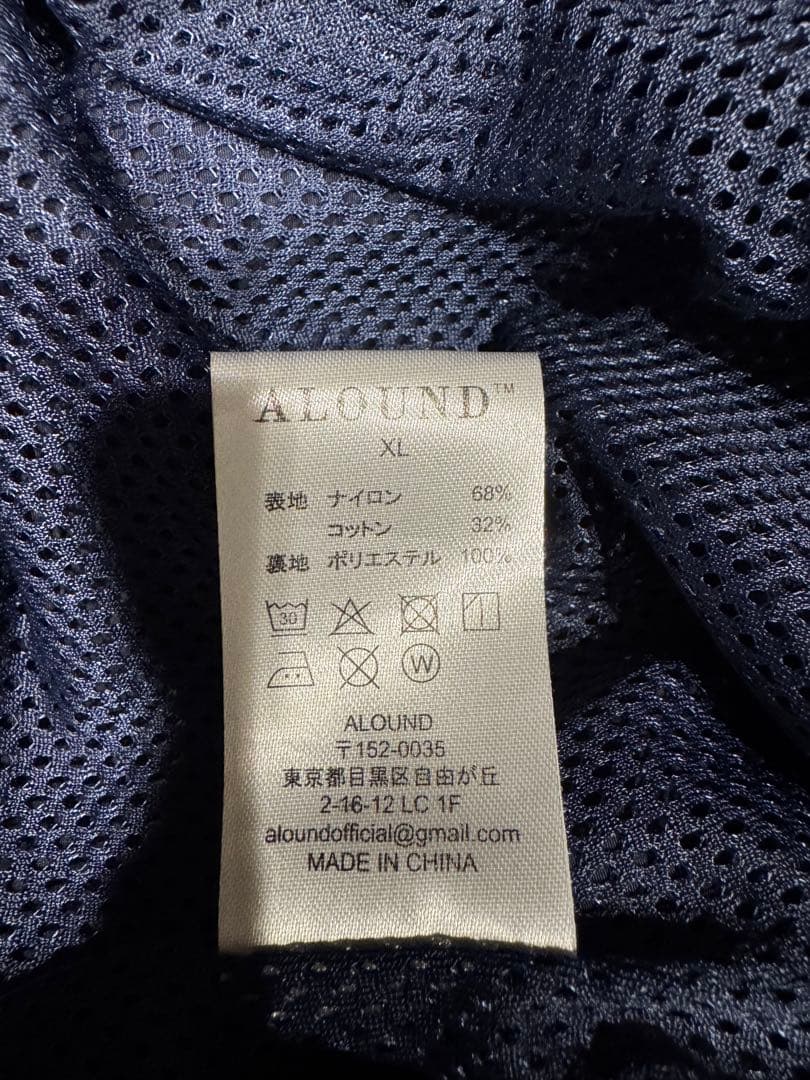 ALOUND™
XL
表地 ナイロン 68%
コットン 32%
裏地 ポリエステル 100%
30
W
ALOUND
〒152-0035
東京都目黒区自由が丘
2-16-12 LC 1F
aloundofficial@gmail.com
MADE IN CHINA